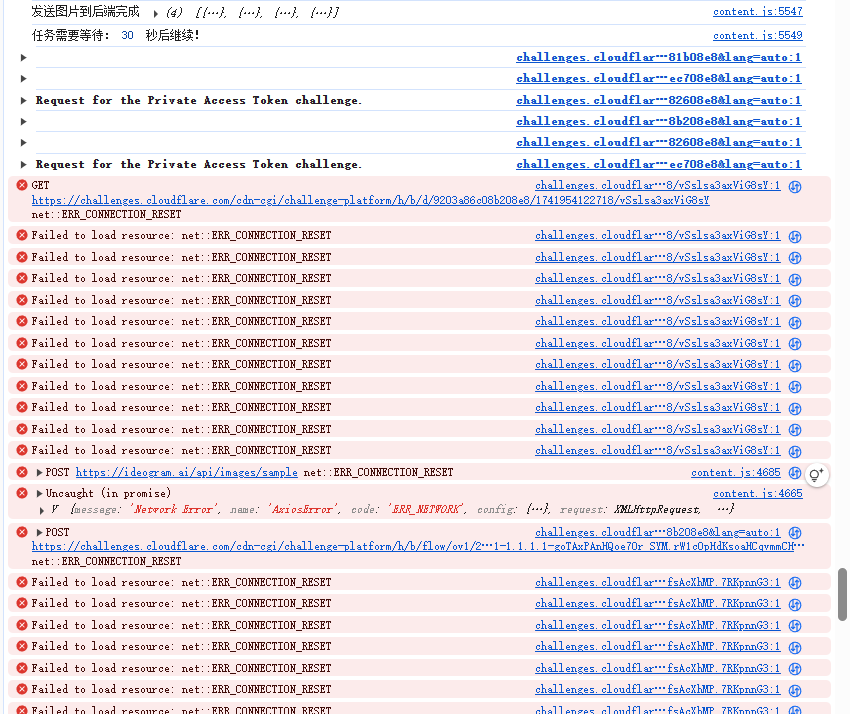 发送图片到后端完成 ▶ (4) [{…}, {…}, {…}, {…}] content.js:5547
任务需要等待: 30 秒后继续! content.js:5549
challenges.cloudflar…81b08e8&lang=auto:1
challenges.cloudflar…ec708e8&lang=auto:1
Request for the Private Access Token challenge. challenges.cloudflar…82608e8&lang=auto:1
challenges.cloudflar…8b208e8&lang=auto:1
challenges.cloudflar…82608e8&lang=auto:1
Request for the Private Access Token challenge. challenges.cloudflar…ec708e8&lang=auto:1
GET challenges.cloudflar…8/vSslsa3axViG8sY:1
https://challenges.cloudflare.com/cdn-cgi/challenge-platform/h/b/d/9203a86c08b208e8/1741954122718/vSslsa3axViG8sY
net::ERR_CONNECTION_RESET
Failed to load resource: net::ERR_CONNECTION_RESET challenges.cloudflar…8/vSslsa3axViG8sY:1
Failed to load resource: net::ERR_CONNECTION_RESET challenges.cloudflar…8/vSslsa3axViG8sY:1
Failed to load resource: net::ERR_CONNECTION_RESET challenges.cloudflar…8/vSslsa3axViG8sY:1
Failed to load resource: net::ERR_CONNECTION_RESET challenges.cloudflar…8/vSslsa3axViG8sY:1
Failed to load resource: net::ERR_CONNECTION_RESET challenges.cloudflar…8/vSslsa3axViG8sY:1
Failed to load resource: net::ERR_CONNECTION_RESET challenges.cloudflar…8/vSslsa3axViG8sY:1
Failed to load resource: net::ERR_CONNECTION_RESET challenges.cloudflar…8/vSslsa3axViG8sY:1
Failed to load resource: net::ERR_CONNECTION_RESET challenges.cloudflar…8/vSslsa3axViG8sY:1
Failed to load resource: net::ERR_CONNECTION_RESET challenges.cloudflar…8/vSslsa3axViG8sY:1
Failed to load resource: net::ERR_CONNECTION_RESET challenges.cloudflar…8/vSslsa3axViG8sY:1
Failed to load resource: net::ERR_CONNECTION_RESET challenges.cloudflar…8/vSslsa3axViG8sY:1
POST https://ideogram.ai/api/images/sample net::ERR_CONNECTION_RESET content.js:4685
Uncaught (in promise) content.js:4665
V {message: 'Network Error', name: 'AxiosError', code: 'ERR_NETWORK', config: {…}, request: XMLHttpRequest, …}
POST challenges.cloudflar…8b208e8&lang=auto:1
https://challenges.cloudflare.com/cdn-cgi/challenge-platform/h/b/flow/ov1/2…1-1.1.1.1-goTAxPAnHQoe7Or_SYM.rW1cOpHdKsoaHCqvmmCH…
net::ERR_CONNECTION_RESET
Failed to load resource: net::ERR_CONNECTION_RESET challenges.cloudflar…fsAcXhMP.7RKpnnG3:1
Failed to load resource: net::ERR_CONNECTION_RESET challenges.cloudflar…fsAcXhMP.7RKpnnG3:1
Failed to load resource: net::ERR_CONNECTION_RESET challenges.cloudflar…fsAcXhMP.7RKpnnG3:1
Failed to load resource: net::ERR_CONNECTION_RESET challenges.cloudflar…fsAcXhMP.7RKpnnG3:1
Failed to load resource: net::ERR_CONNECTION_RESET challenges.cloudflar…fsAcXhMP.7RKpnnG3:1
Failed to load resource: net::ERR_CONNECTION_RESET challenges.cloudflar…fsAcXhMP.7RKpnnG3:1
Failed to load resource: net::ERR_CONNECTION_RESET challenges.cloudflar…fsAcXhMP.7RKpnnG3:1